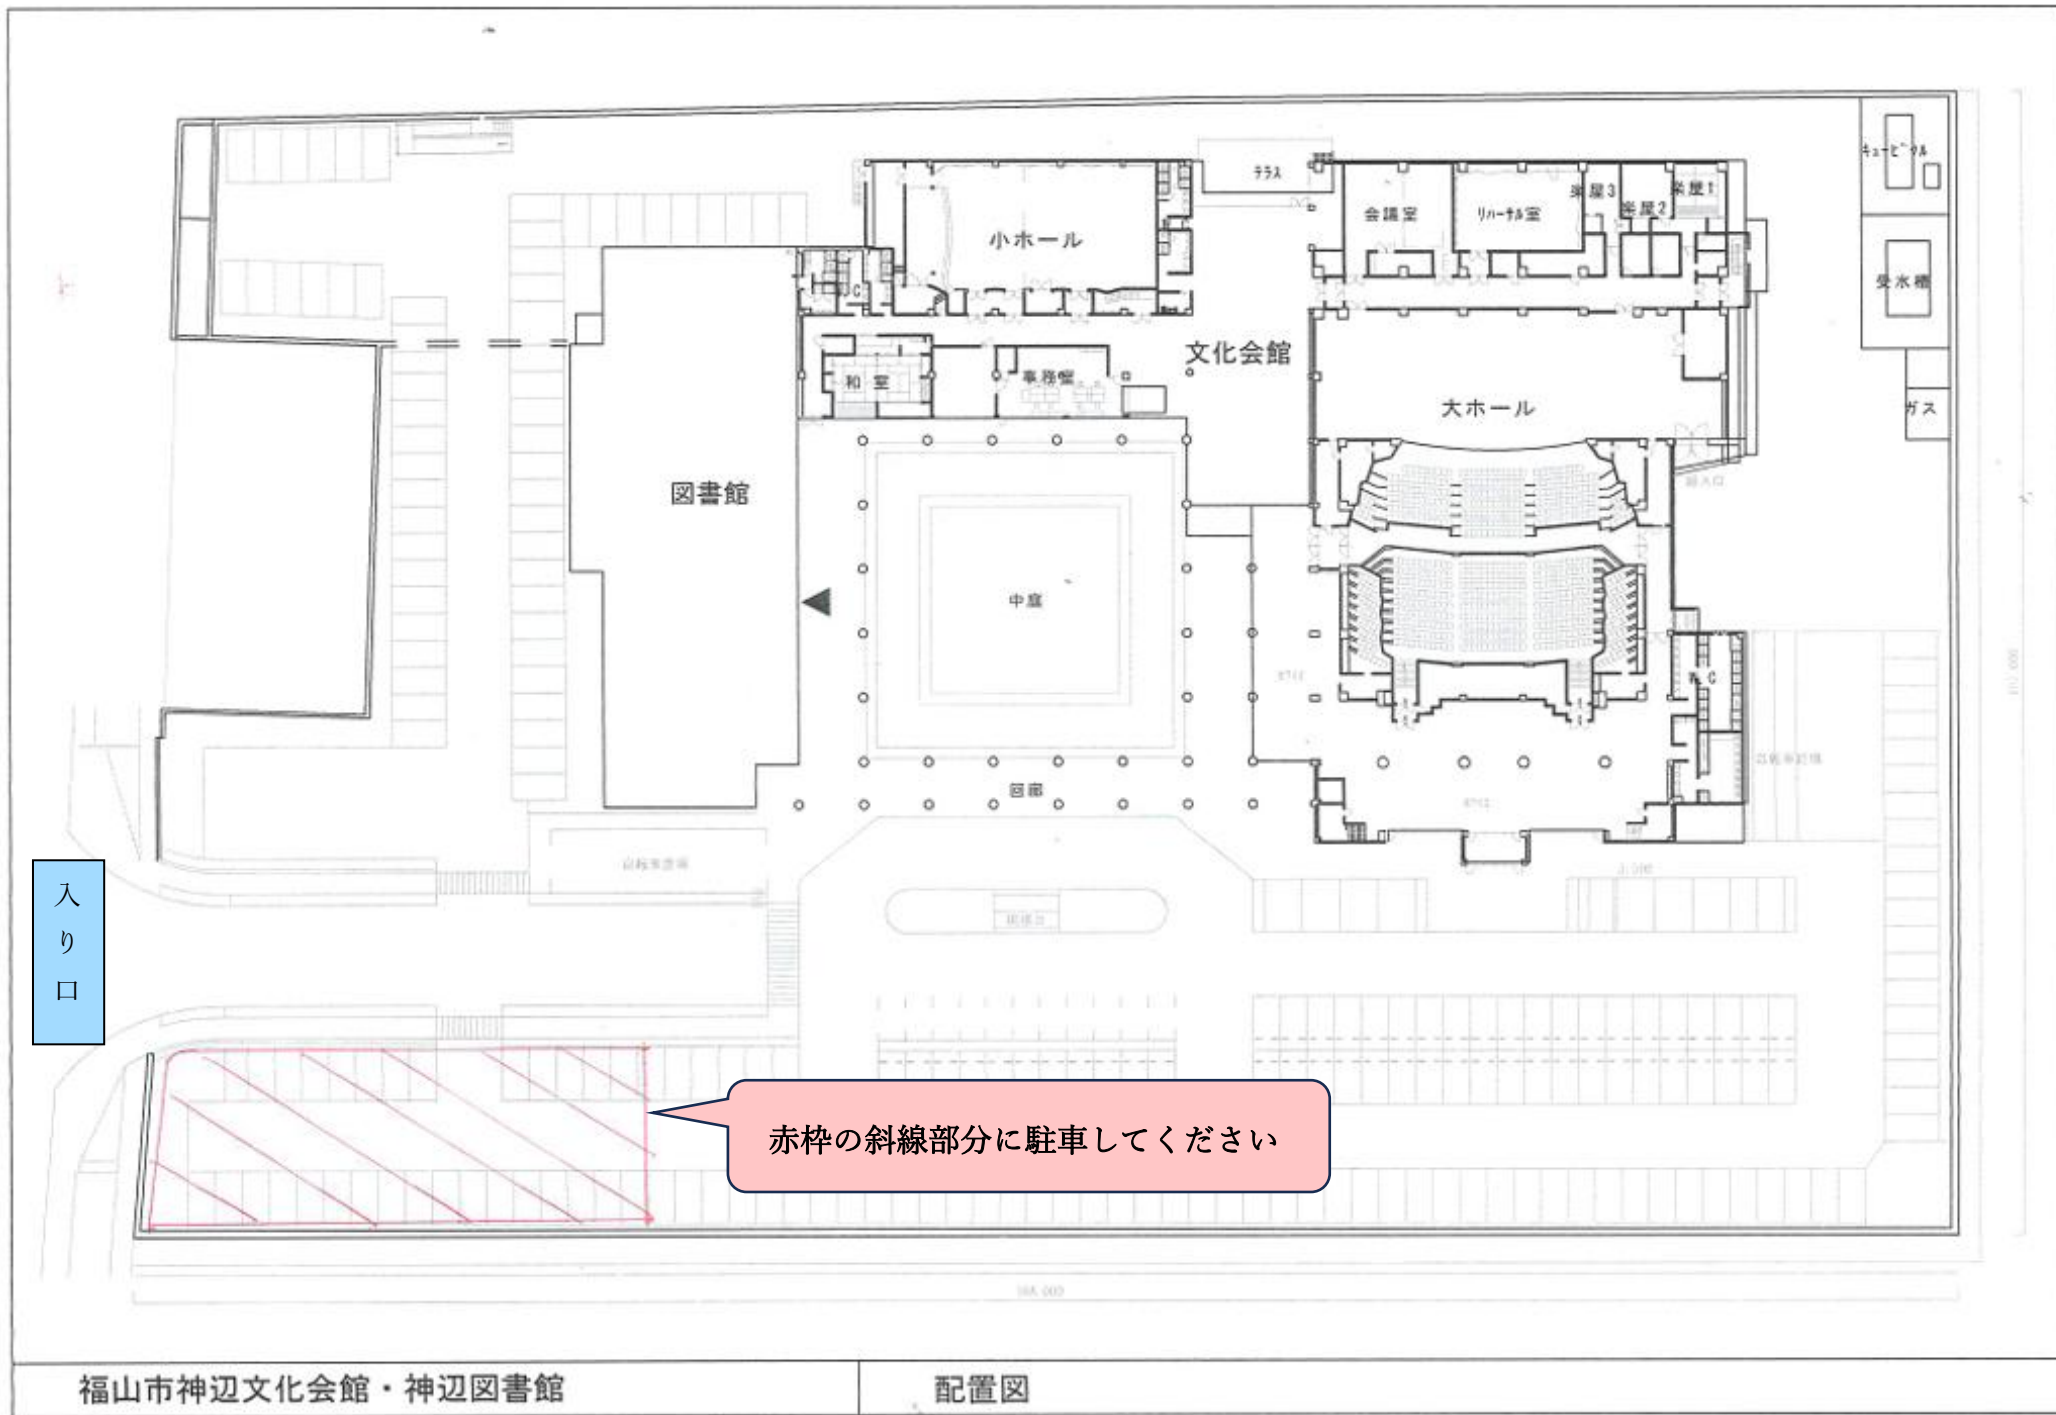 キュービクル
テラス
会議室
リハーサル室
楽屋3
楽屋2
楽屋1
小ホール
受水槽
文化会館
和室
事務室
大ホール
ガス
図書館
中庭
W C
回廊
入り口
赤枠の斜線部分に駐車してください
福山市神辺文化会館・神辺図書館
配置図